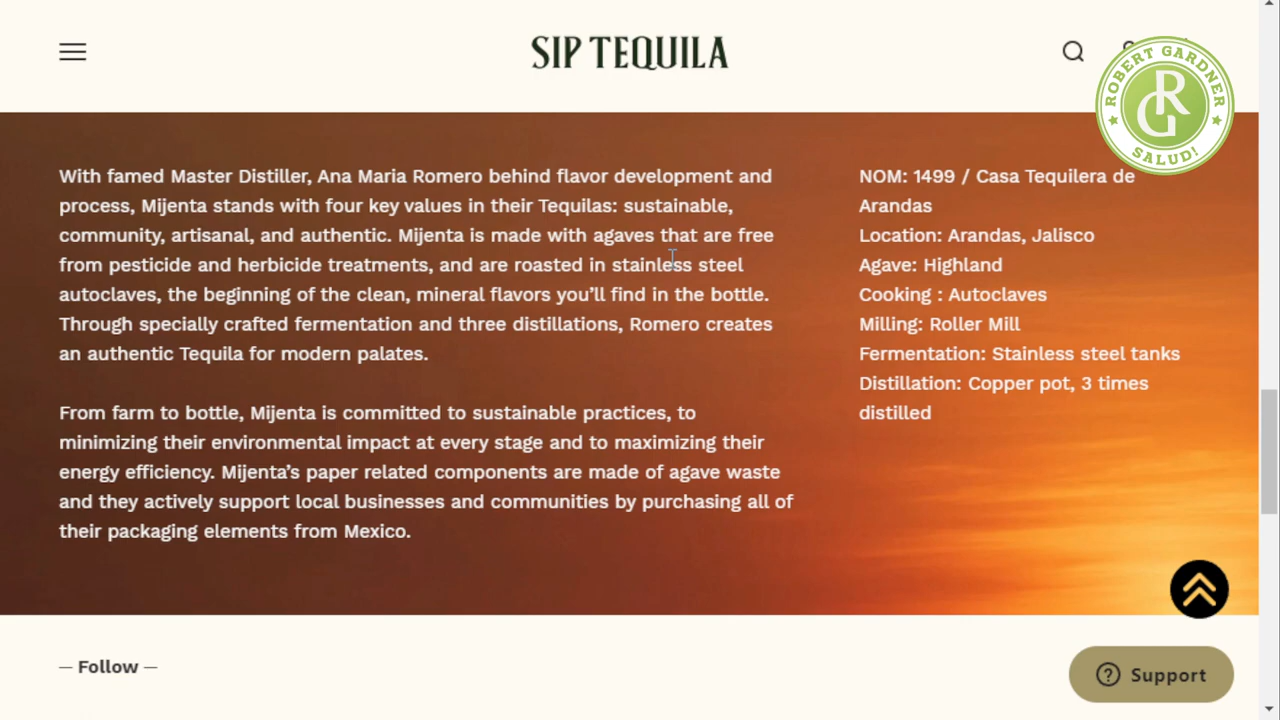 SIP TEQUILA
ROBERT GARDNER
RG
SALUD!
With famed Master Distiller, Ana Maria Romero behind flavor development and
process, Mijenta stands with four key values in their Tequilas: sustainable,
community, artisanal, and authentic. Mijenta is made with agaves that are free
from pesticide and herbicide treatments, and are roasted in stainless steel
autoclaves, the beginning of the clean, mineral flavors you’ll find in the bottle.
Through specially crafted fermentation and three distillations, Romero creates
an authentic Tequila for modern palates.
From farm to bottle, Mijenta is committed to sustainable practices, to
minimizing their environmental impact at every stage and to maximizing their
energy efficiency. Mijenta’s paper related components are made of agave waste
and they actively support local businesses and communities by purchasing all of
their packaging elements from Mexico.
NOM: 1499 / Casa Tequilera de
Arandas
Location: Arandas, Jalisco
Agave: Highland
Cooking : Autoclaves
Milling: Roller Mill
Fermentation: Stainless steel tanks
Distillation: Copper pot, 3 times
distilled
— Follow —
Support